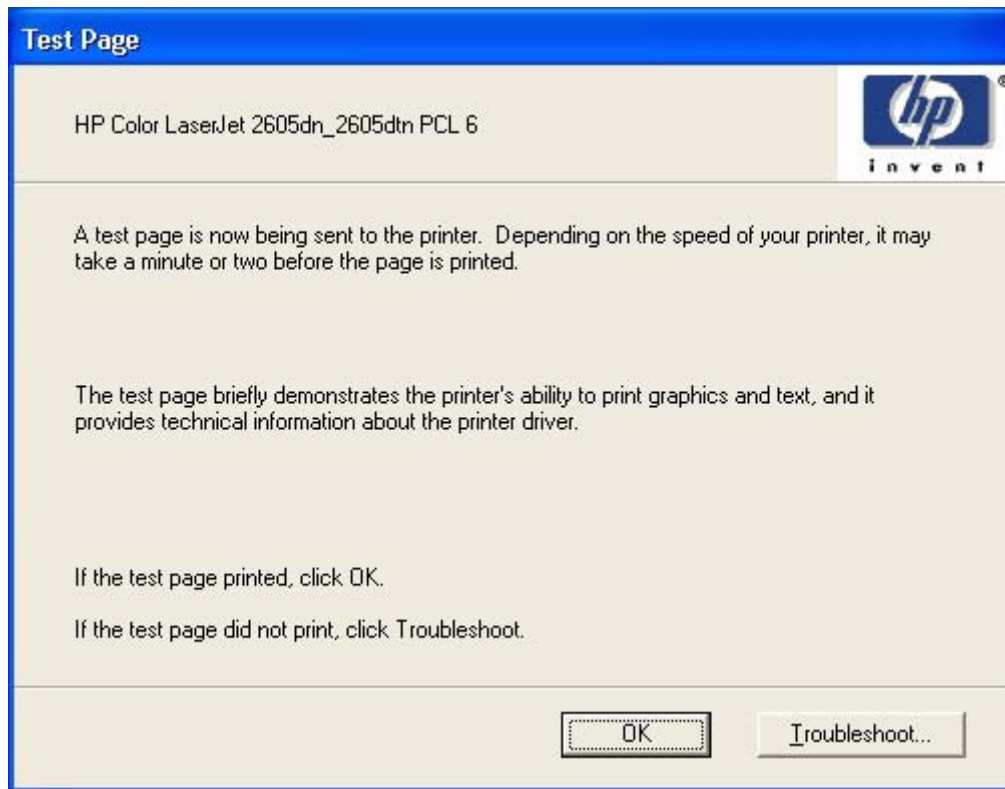 Test Page
HP Color LaserJet 2605dn_2605dtn PCL 6
hp
®
invent
A test page is now being sent to the printer.  Depending on the speed of your printer, it may
take a minute or two before the page is printed.
The test page briefly demonstrates the printer's ability to print graphics and text, and it
provides technical information about the printer driver.
If the test page printed, click OK.
If the test page did not print, click Troubleshoot.
OK
Troubleshoot...